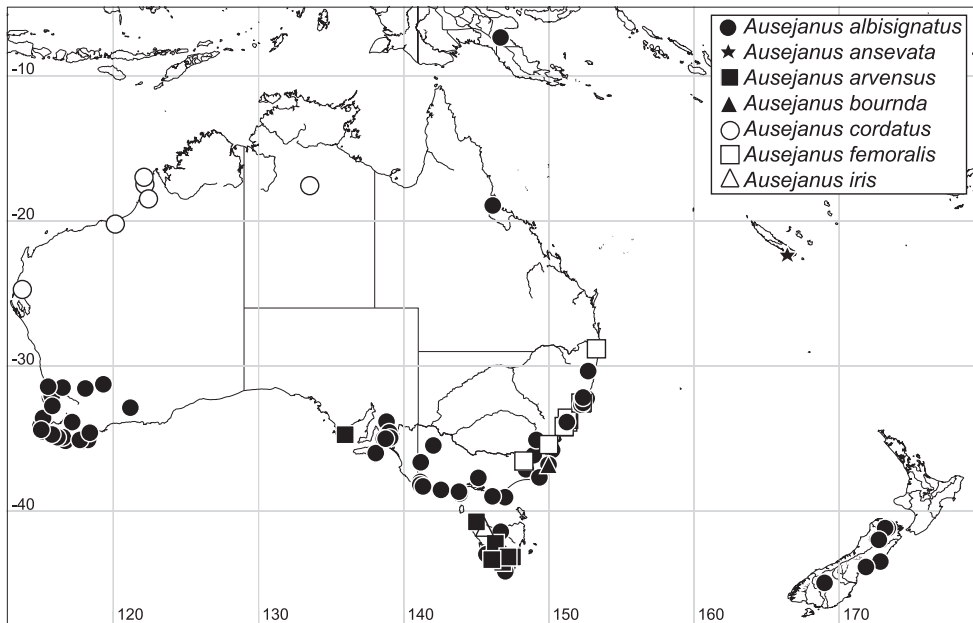 Ausejanus albisignatus
Ausejanus ansevata
Ausejanus arvensus
Ausejanus bournda
Ausejanus cordatus
Ausejanus femoralis
Ausejanus iris
-10
-20
-30
-40
120 130 140 150 160 170